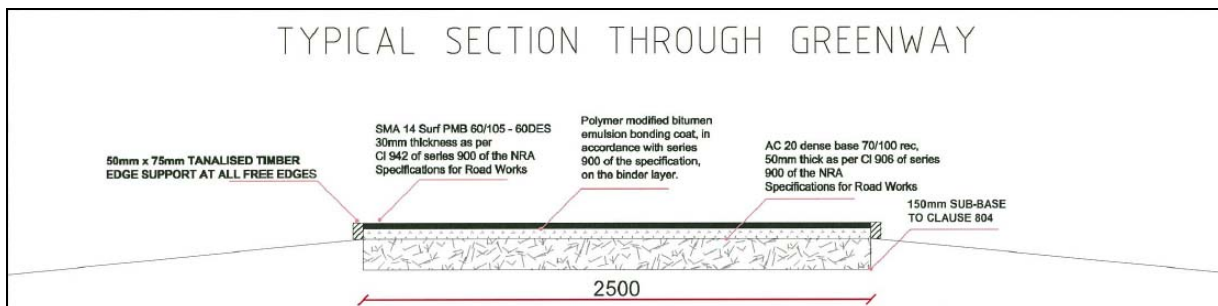 TYPICAL SECTION THROUGH GREENWAY
50mm x 75mm TANALISED TIMBER
EDGE SUPPORT AT ALL FREE EDGES
SMA 14 Surf PMB 60/105 - 60DES
30mm thickness as per
Cl 942 of series 900 of the NRA
Specifications for Road Works
Polymer modified bitumen
emulsion bonding coat, in
accordance with series
900 of the specification,
on the binder layer.
AC 20 dense base 70/100 rec,
50mm thick as per Cl 906 of series
900 of the NRA
Specifications for Road Works
150mm SUB-BASE
TO CLAUSE 804
2500